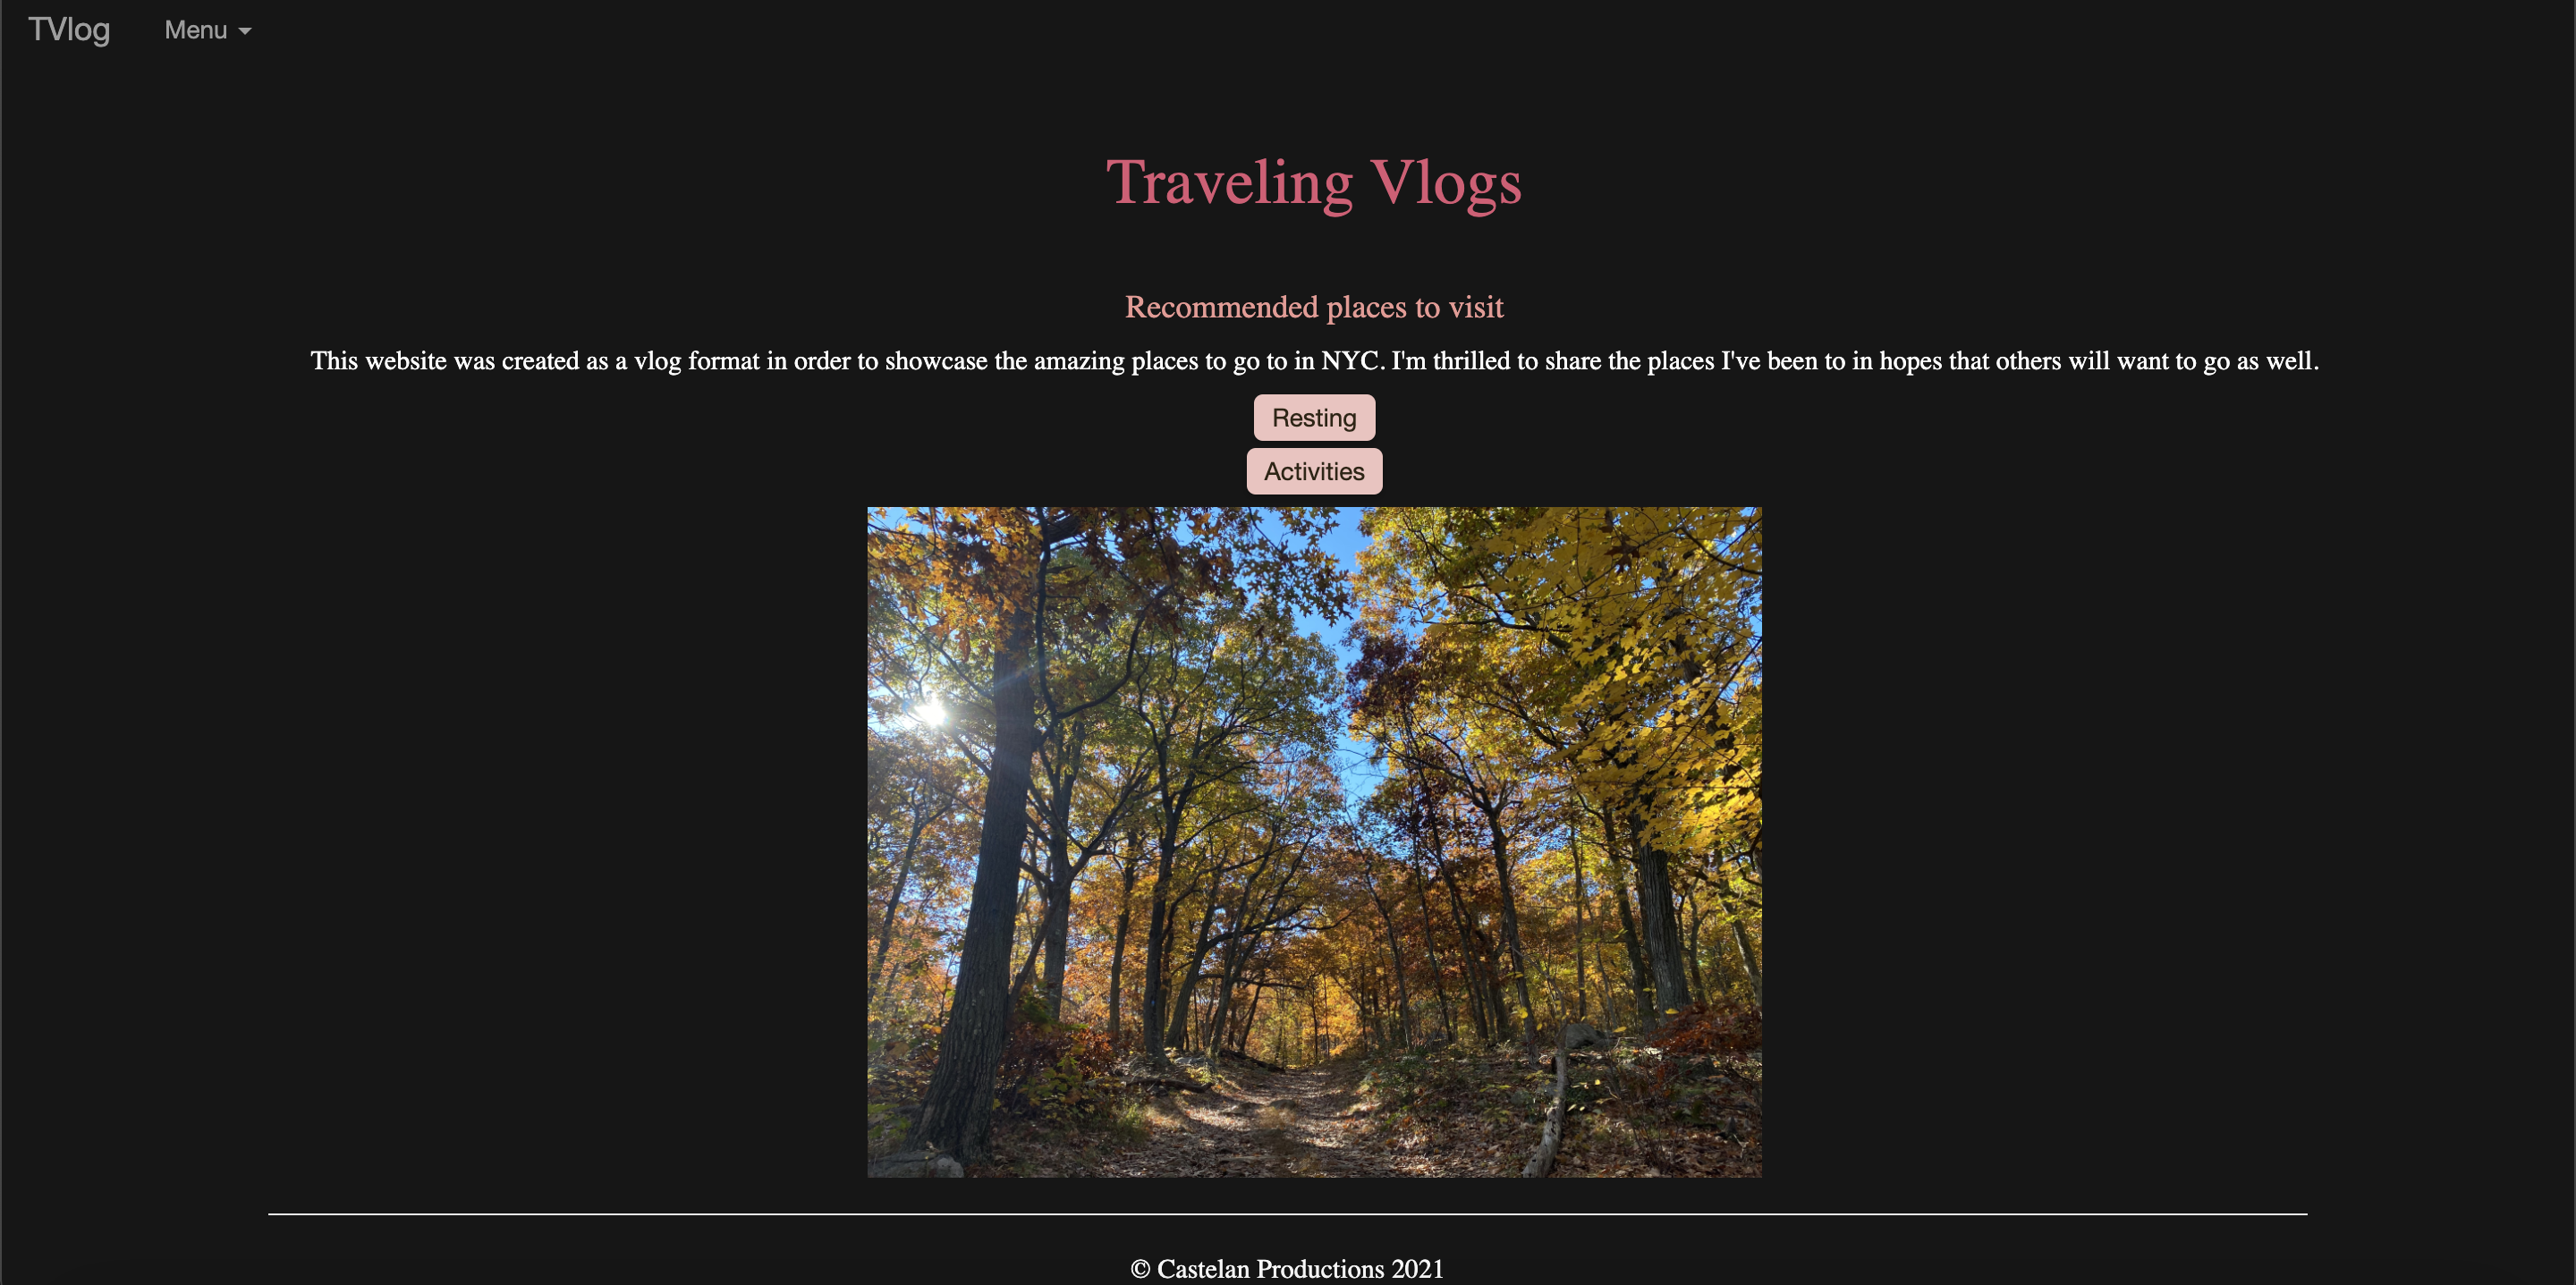 TVlog Menu
Traveling Vlogs
Recommended places to visit
This website was created as a vlog format in order to showcase the amazing places to go to in NYC. I'm thrilled to share the places I've been to in hopes that others will want to go as well.
Resting
Activities
© Castelan Productions 2021